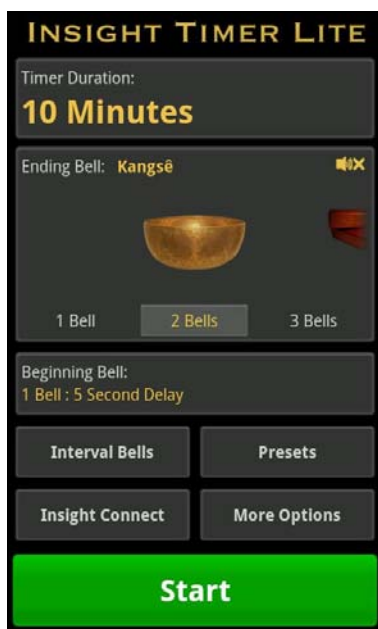 INSIGHT TIMER LITE
Timer Duration:
10 Minutes
Ending Bell: Kangsê
1 Bell 2 Bells 3 Bells
Beginning Bell:
1 Bell : 5 Second Delay
Interval Bells Presets
Insight Connect More Options
Start